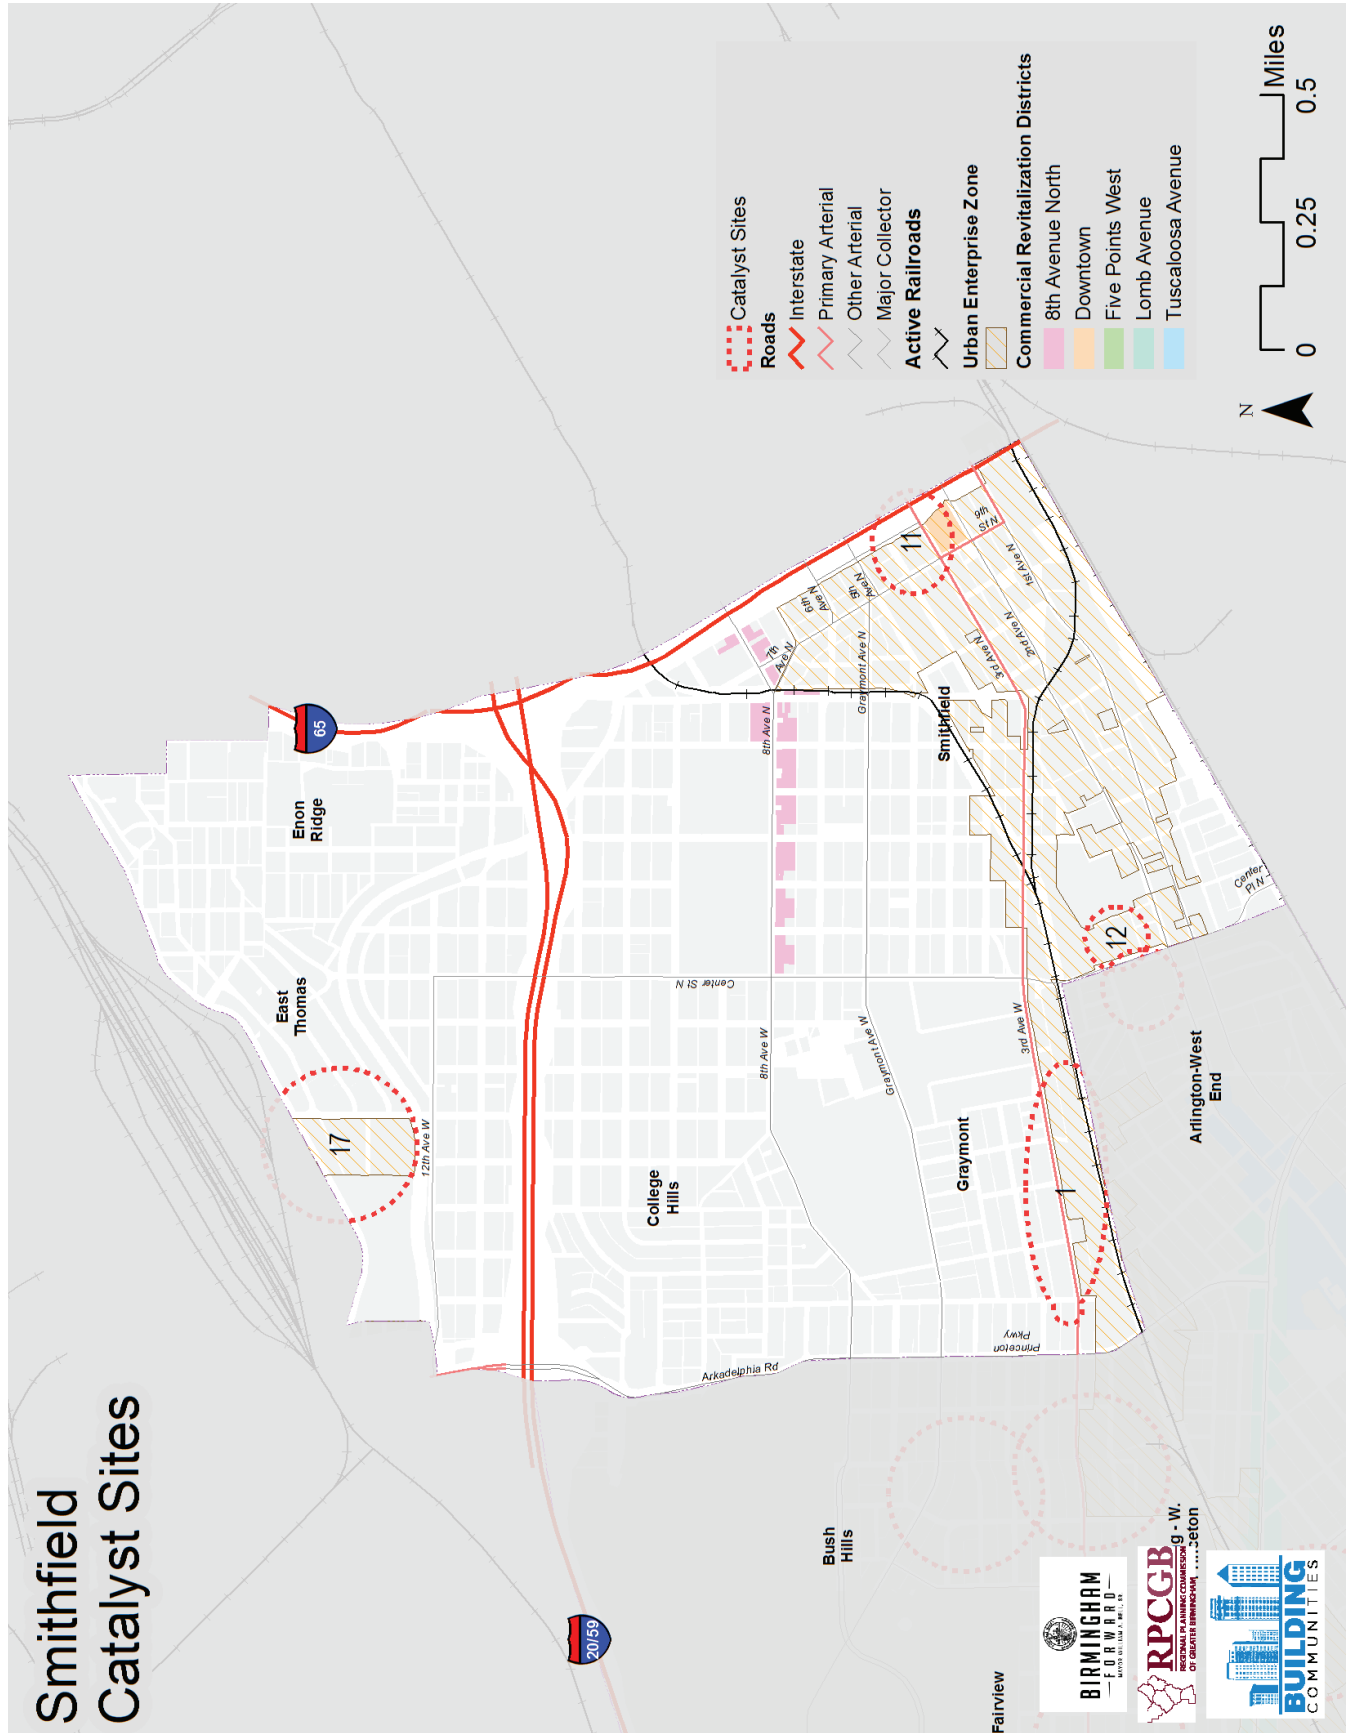 Smithfield
Catalyst Sites
65
20/59
Enon
Ridge
East
Thomas
17
12th Ave W
College
Hills
Center St N
8th Ave W
8th Ave N
7th
Ave N
6th
Ave N
5th
Ave N
Graymont Ave N
Graymont Ave W
11
9th
St N
1st Ave N
2nd Ave N
3rd Ave N
Smithfield
Graymont
3rd Ave W
1
12
Center
Pl N
Arkadelphia Rd
Princeton
Pkwy
Arlington-West
End
Bush
Hills
Fairview
g - W.
ceton
Catalyst Sites
Roads
Interstate
Primary Arterial
Other Arterial
Major Collector
Active Railroads
Urban Enterprise Zone
Commercial Revitalization Districts
8th Avenue North
Downtown
Five Points West
Lomb Avenue
Tuscaloosa Avenue
N
Miles
0
0.25
0.5
BIRMINGHAM
FORWARD
MAYOR WILLIAM A. BELL, SR.
RPCGB
REGIONAL PLANNING COMMISSION
OF GREATER BIRMINGHAM
BUILDING
COMMUNITIES